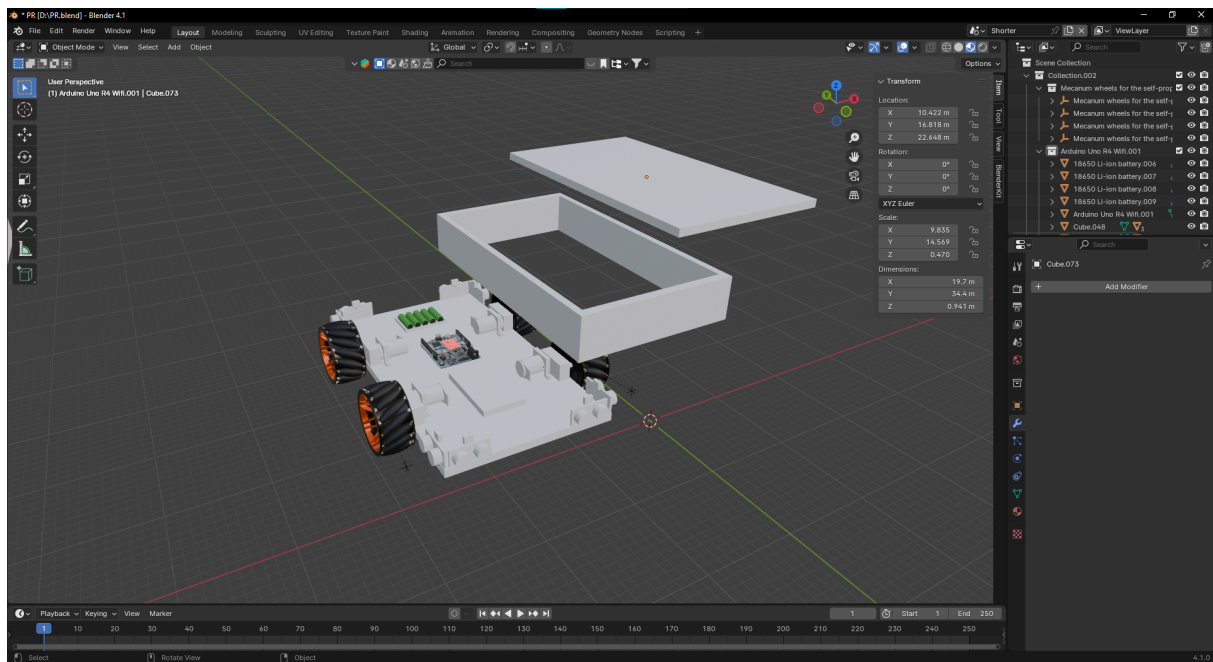 * PR [D:\PR.blend] - Blender 4.1
File Edit Render Window Help Layout Modeling Sculpting UV Editing Texture Paint Shading Animation Rendering Compositing Geometry Nodes Scripting + Shorter ViewLayer
Object Mode View Select Add Object Global Search
Search Options
User Perspective
(1) Arduino Uno R4 Wifi.001 | Cube.073
X
Y
Z
Transform
Location:
X 10.422 m
Y 16.818 m
Z 22.648 m
Rotation:
X 0°
Y 0°
Z 0°
XYZ Euler
Scale:
X 9.835
Y 14.569
Z 0.470
Dimensions:
X 19.7 m
Y 34.4 m
Z 0.941 m
Item
Tool
View
BlenderKit
Scene Collection
Collection.002
Mecanum wheels for the self-prop
Mecanum wheels for the self-
Mecanum wheels for the self-
Mecanum wheels for the self-
Mecanum wheels for the self-
Arduino Uno R4 Wifi.001
18650 Li-ion battery.006
18650 Li-ion battery.007
18650 Li-ion battery.008
18650 Li-ion battery.009
Arduino Uno R4 Wifi.001
Cube.048
Search
Cube.073
+ Add Modifier
Playback Keying View Marker 1 Start 1 End 250
1 10 20 30 40 50 60 70 80 90 100 110 120 130 140 150 160 170 180 190 200 210 220 230 240 250
Select Rotate View Object 4.1.0